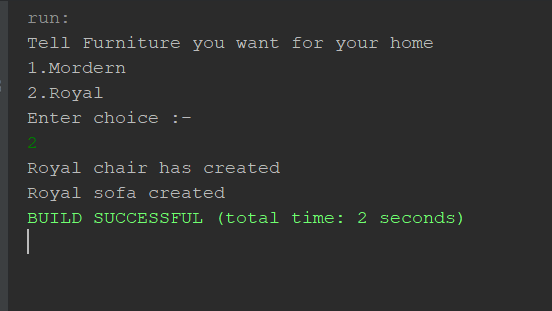 run:
Tell Furniture you want for your home
1.Mordern
2.Royal
Enter choice :-
2
Royal chair has created
Royal sofa created
BUILD SUCCESSFUL (total time: 2 seconds)